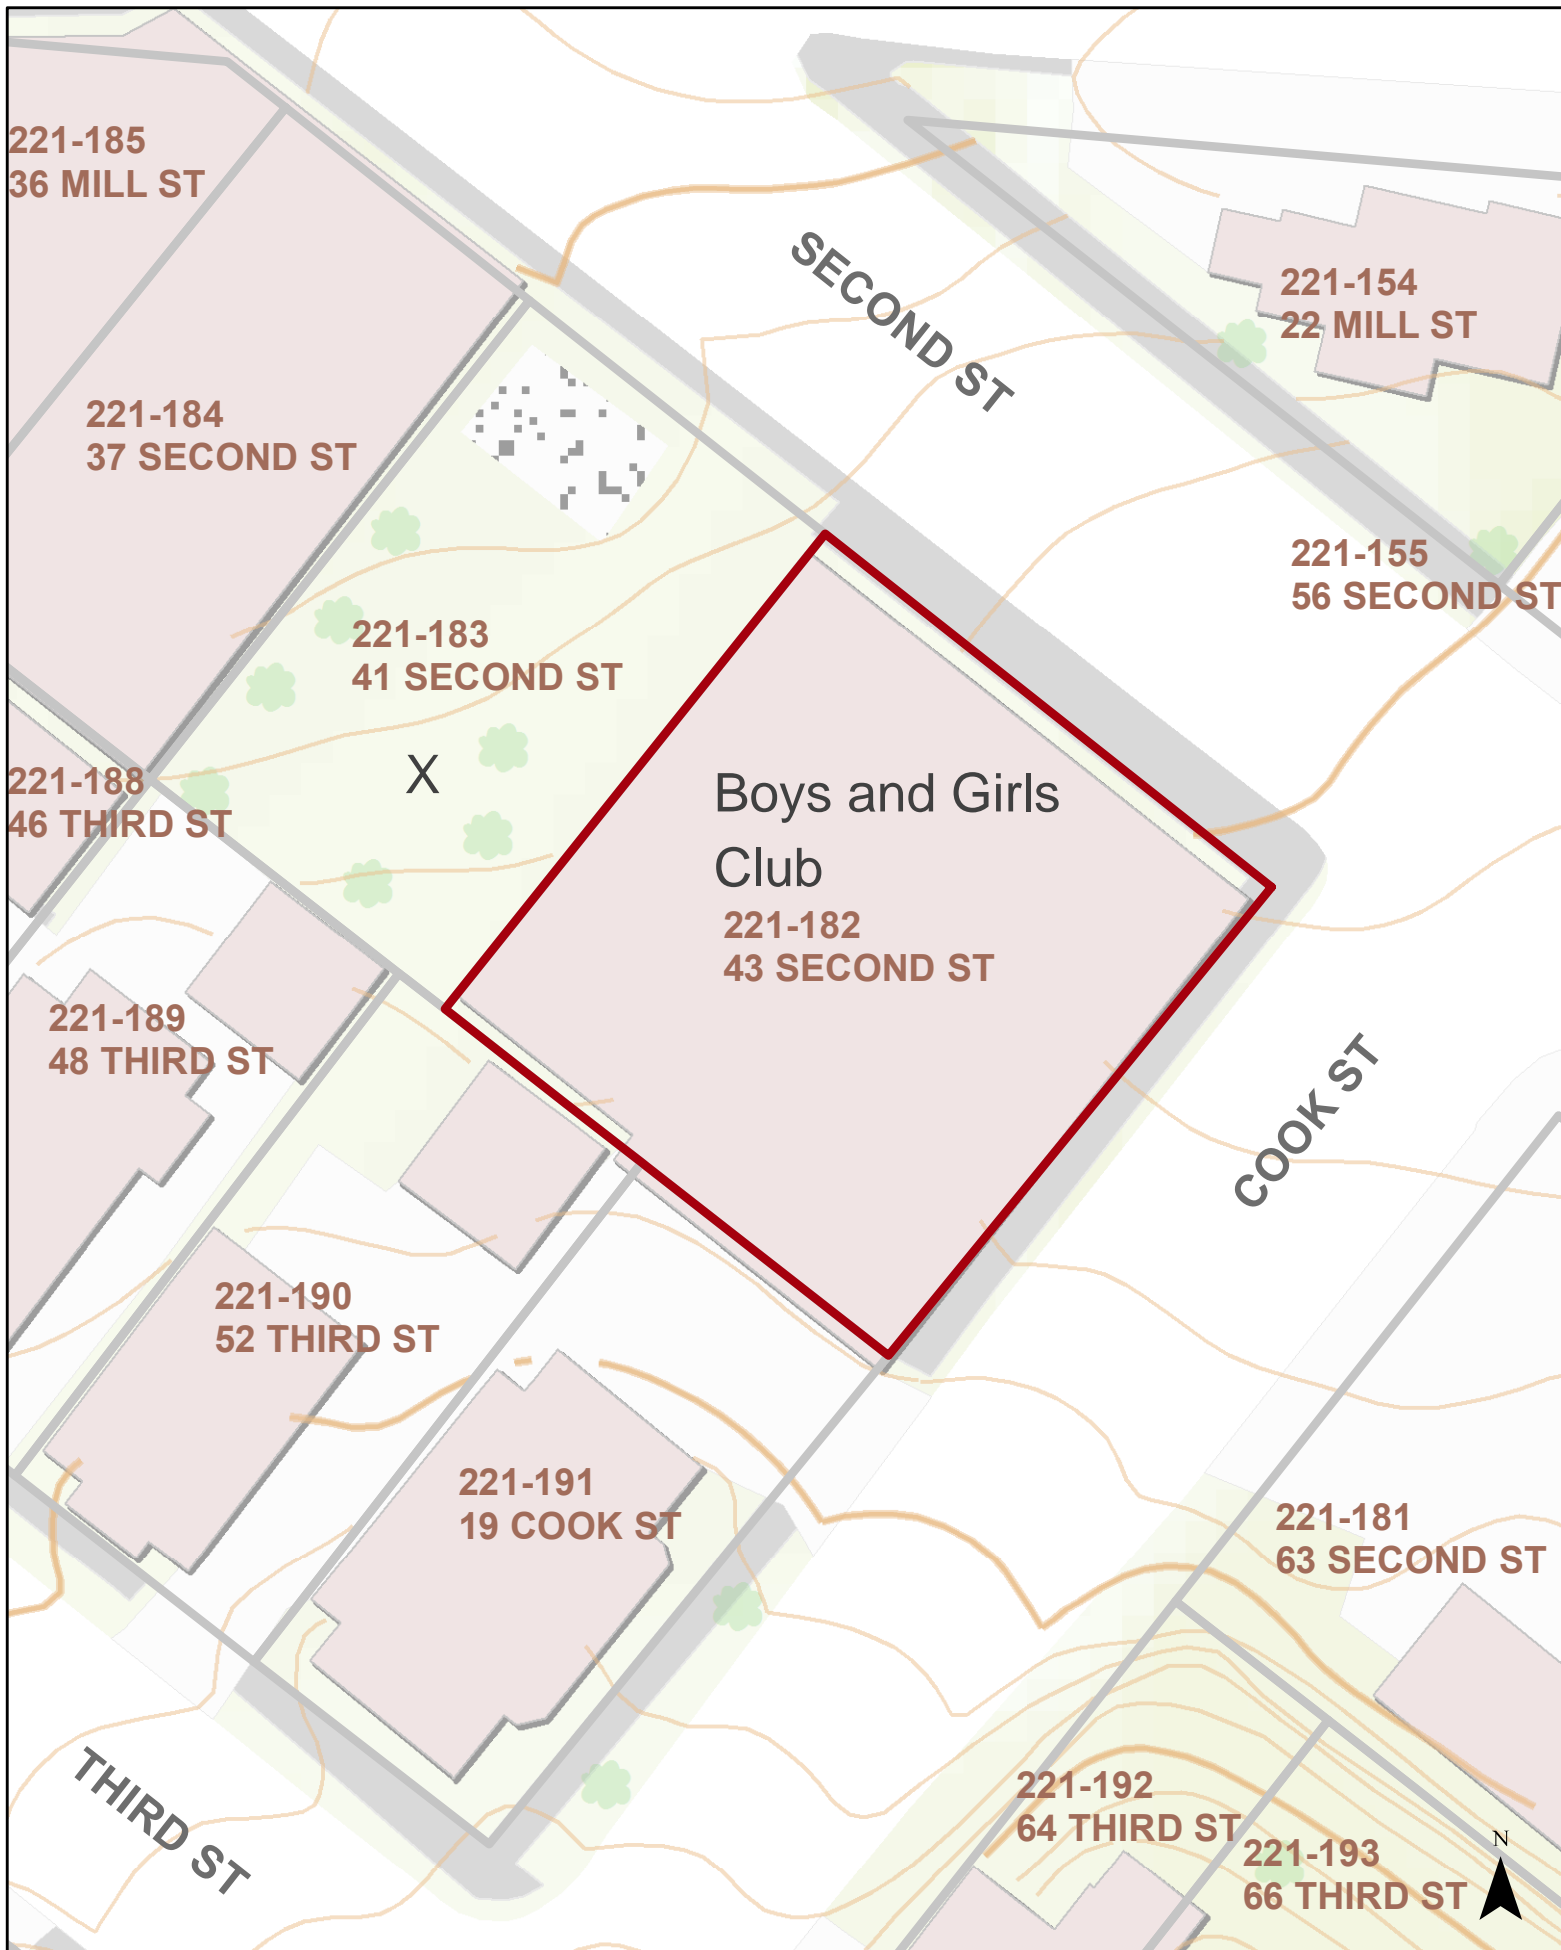 221-185
36 MILL ST
SECOND ST
221-154
22 MILL ST
221-184
37 SECOND ST
221-155
56 SECOND ST
221-183
41 SECOND ST
X
221-188
46 THIRD ST
Boys and Girls
Club
221-182
43 SECOND ST
221-189
48 THIRD ST
COOK ST
221-190
52 THIRD ST
221-191
19 COOK ST
221-181
63 SECOND ST
THIRD ST
221-192
64 THIRD ST
221-193
66 THIRD ST
N